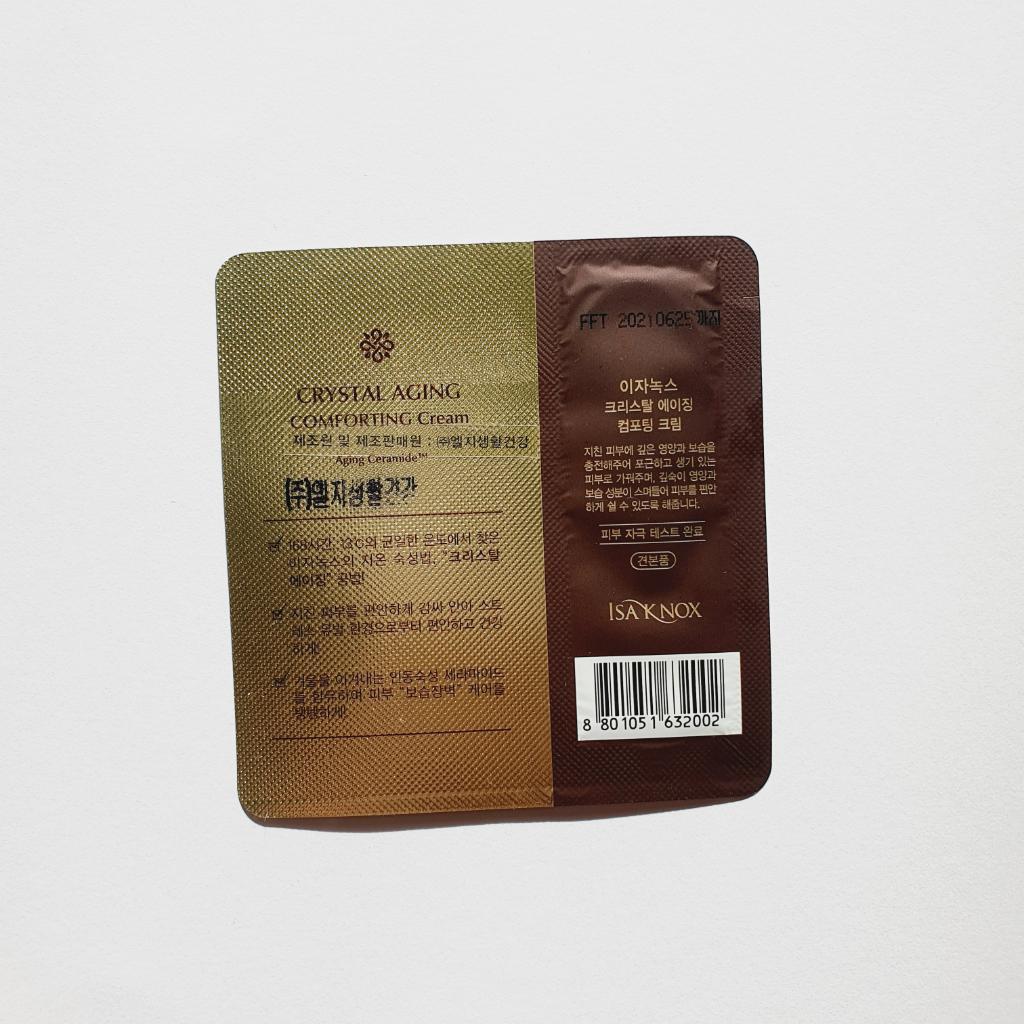 CRYSTAL AGING
COMFORTING Cream
제조원 및 제조판매원 : ㈜엘지생활건강
Aging Ceramide™
(주)엘지생활건강
168시간, 13℃의 균일한 온도에서 찾은
이자녹스의 저온 숙성법, "크리스탈
에이징" 공법!
지친 피부를 편안하게 감싸 안아 스트
레스 유발 환경으로부터 편안하고 건강
하게!
겨울을 이겨내는 인동숙성 세라마이드
를 함유하여 피부 "보습장벽" 케어을
탱탱하게!
FFT 20210625 까지
이자녹스
크리스탈 에이징
컴포팅 크림
지친 피부에 깊은 영양과 보습을
충전해주어 포근하고 생기 있는
피부로 가꿔주며, 깊숙이 영양과
보습 성분이 스며들어 피부를 편안
하게 쉴 수 있도록 해줍니다.
피부 자극 테스트 완료
견본품
ISA KNOX
8 801051 632002